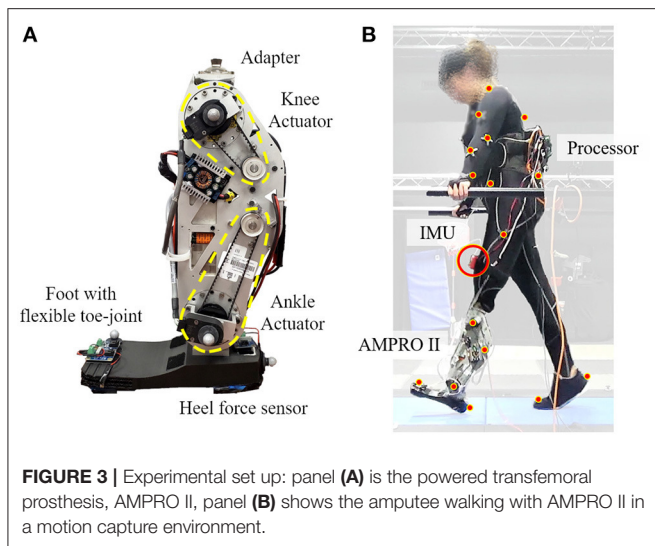 A
Adapter
Knee
Actuator
Foot with
flexible toe-joint
Ankle
Actuator
Heel force sensor
B
Processor
IMU
AMPRO II
FIGURE 3 | Experimental set up: panel (A) is the powered transfemoral
prosthesis, AMPRO II, panel (B) shows the amputee walking with AMPRO II in
a motion capture environment.